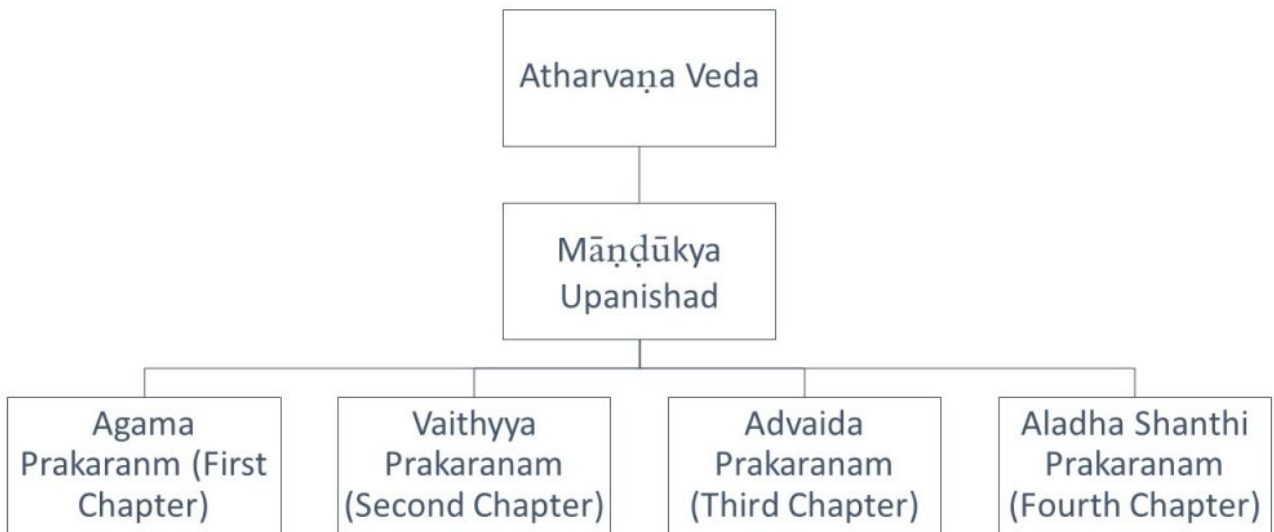 Atharvaṇa Veda
Māṇḍūkya
Upanishad
Agama
Prakaranm (First
Chapter)
Vaithyya
Prakaranam
(Second Chapter)
Advaida
Prakaranam
(Third Chapter)
Aladha Shanthi
Prakaranam
(Fourth Chapter)